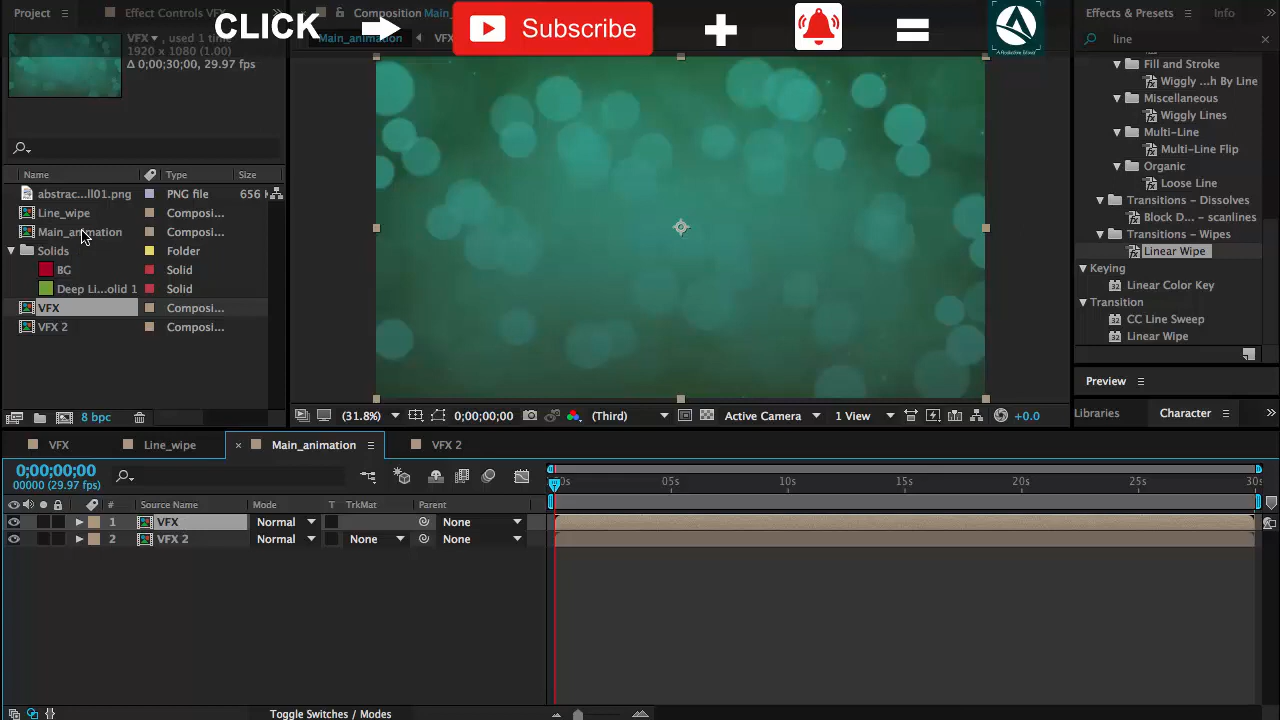 CLICK Subscribe + =
Project
Effect Controls VFX
Composition Main_
Effects & Presets
Info
VFX
1920 x 1080 (1.00)
Δ 0;00;30;00, 29.97 fps
Main_animation
VFX
line
Name Type Size
abstrac...ll01.png PNG file 656
Line_wipe Composi...
Main_animation Composi...
Solids Folder
BG Solid
Deep Li...olid 1 Solid
VFX Composi...
VFX 2 Composi...
8 bpc
(31.8%) 0;00;00;00 (Third) Active Camera 1 View +0.0
Fill and Stroke
Wiggly ...h By Line
Miscellaneous
Wiggly Lines
Multi-Line
Multi-Line Flip
Organic
Loose Line
Transitions - Dissolves
Block D... - scanlines
Transitions - Wipes
Linear Wipe
Keying
Linear Color Key
Transition
CC Line Sweep
Linear Wipe
Preview
Libraries Character
VFX Line_wipe Main_animation VFX 2
0;00;00;00
00000 (29.97 fps)
0s 05s 10s 15s 20s 25s 30s
# Source Name Mode T TrkMat Parent
1 VFX Normal None
2 VFX 2 Normal None None
Toggle Switches / Modes